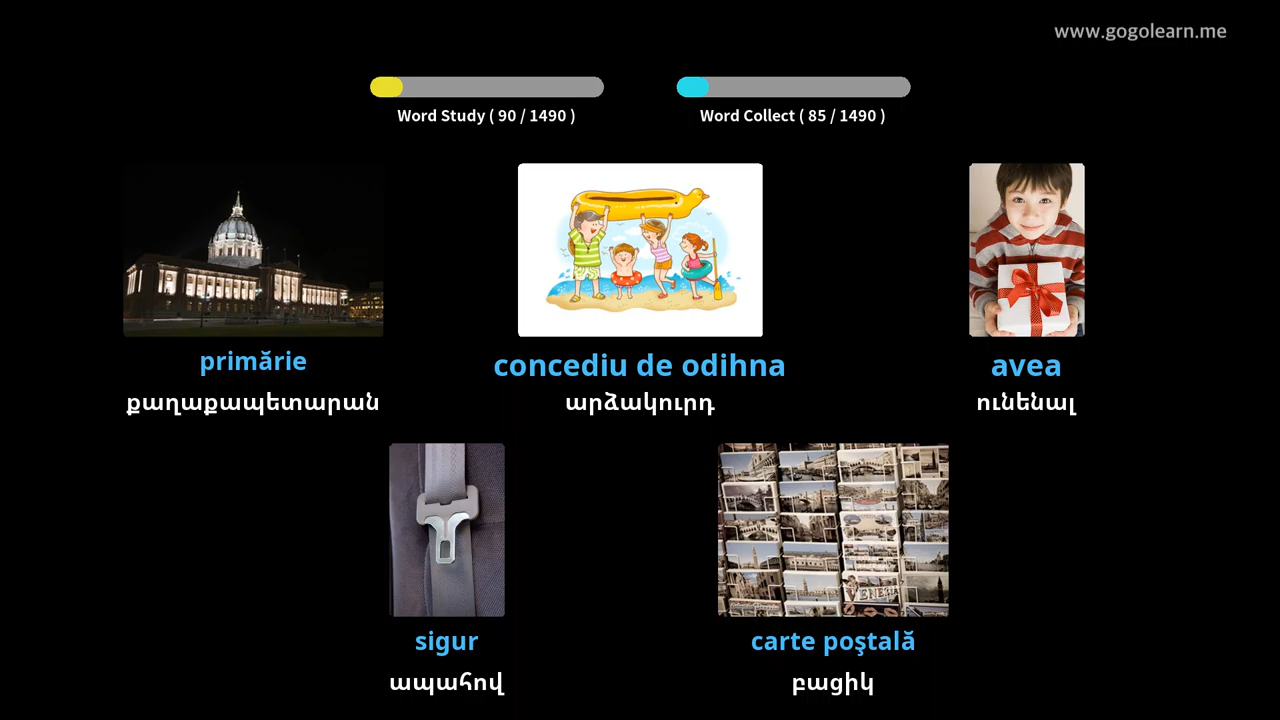 www.gogolearn.me
Word Study ( 90 / 1490 )
Word Collect ( 85 / 1490 )
primărie
concediu de odihna
avea
քաղաքապետարան
արձակուրդ
ունենալ
sigur
carte poştală
ապահով
բացիկ